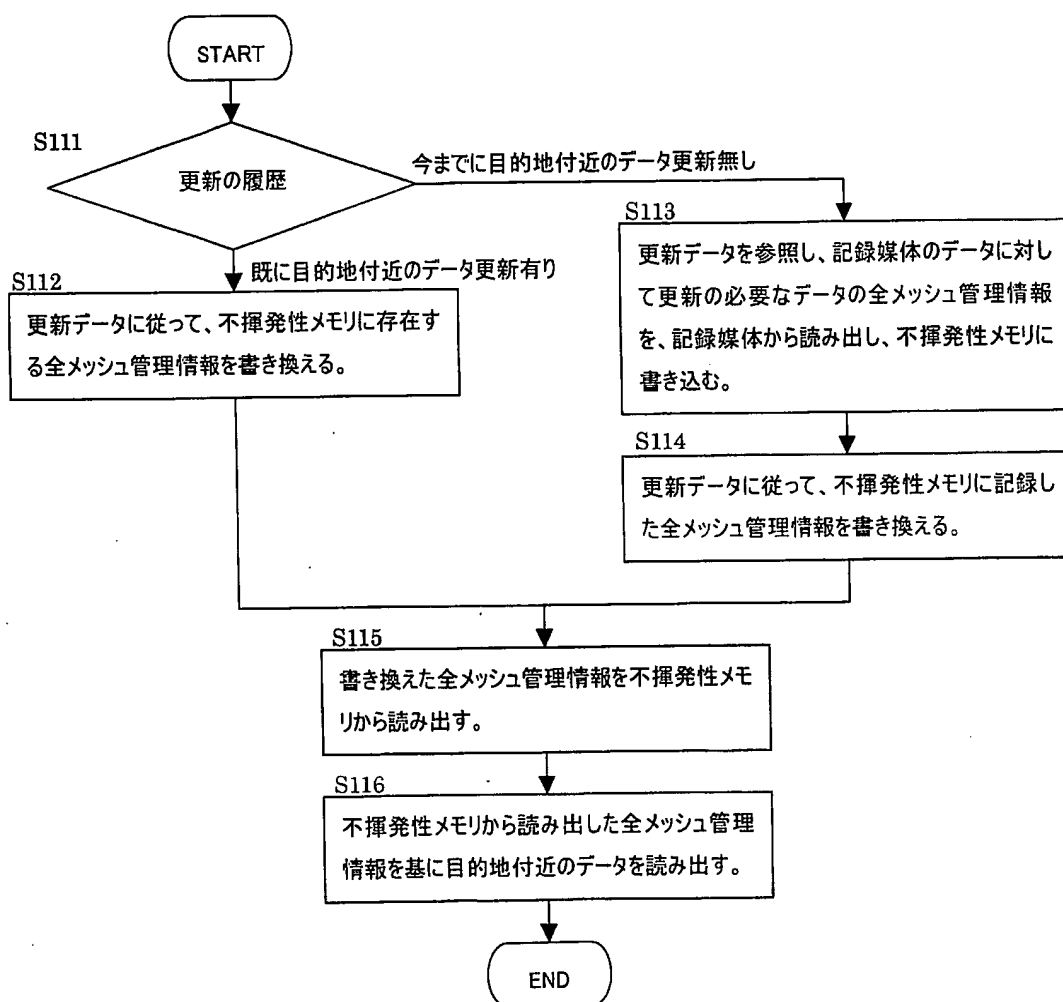 START
S111
更新の履歴
今までに目的地付近のデータ更新無し
既に目的地付近のデータ更新有り
S112
更新データに従って、不揮発性メモリに存在す
る全メッシュ管理情報を書き換える。
S113
更新データを参照し、記録媒体のデータに対し
て更新の必要なデータの全メッシュ管理情報
を、記録媒体から読み出し、不揮発性メモリに
書き込む。
S114
更新データに従って、不揮発性メモリに記録し
た全メッシュ管理情報を書き換える。
S115
書き換えた全メッシュ管理情報を不揮発性メモ
リから読み出す。
S116
不揮発性メモリから読み出した全メッシュ管理
情報を基に目的地付近のデータを読み出す。
END